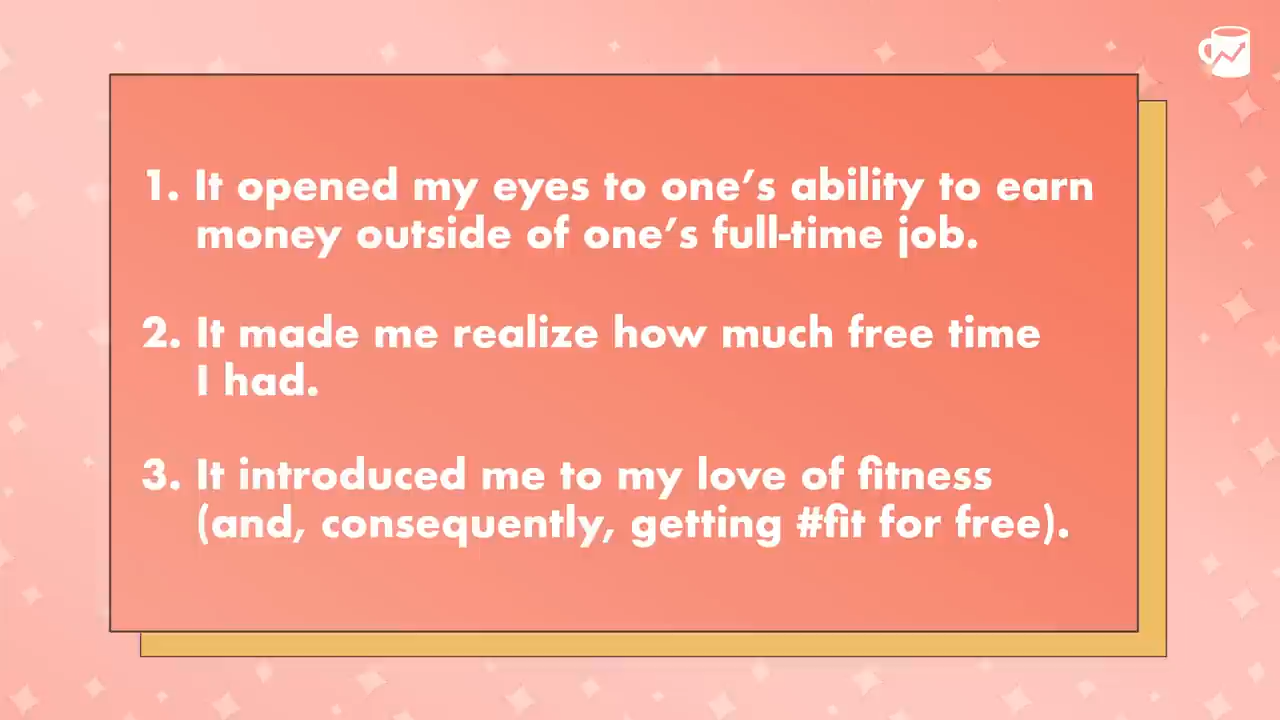 1. It opened my eyes to one’s ability to earn
money outside of one’s full-time job.
2. It made me realize how much free time
I had.
3. It introduced me to my love of fitness
(and, consequently, getting #fit for free).